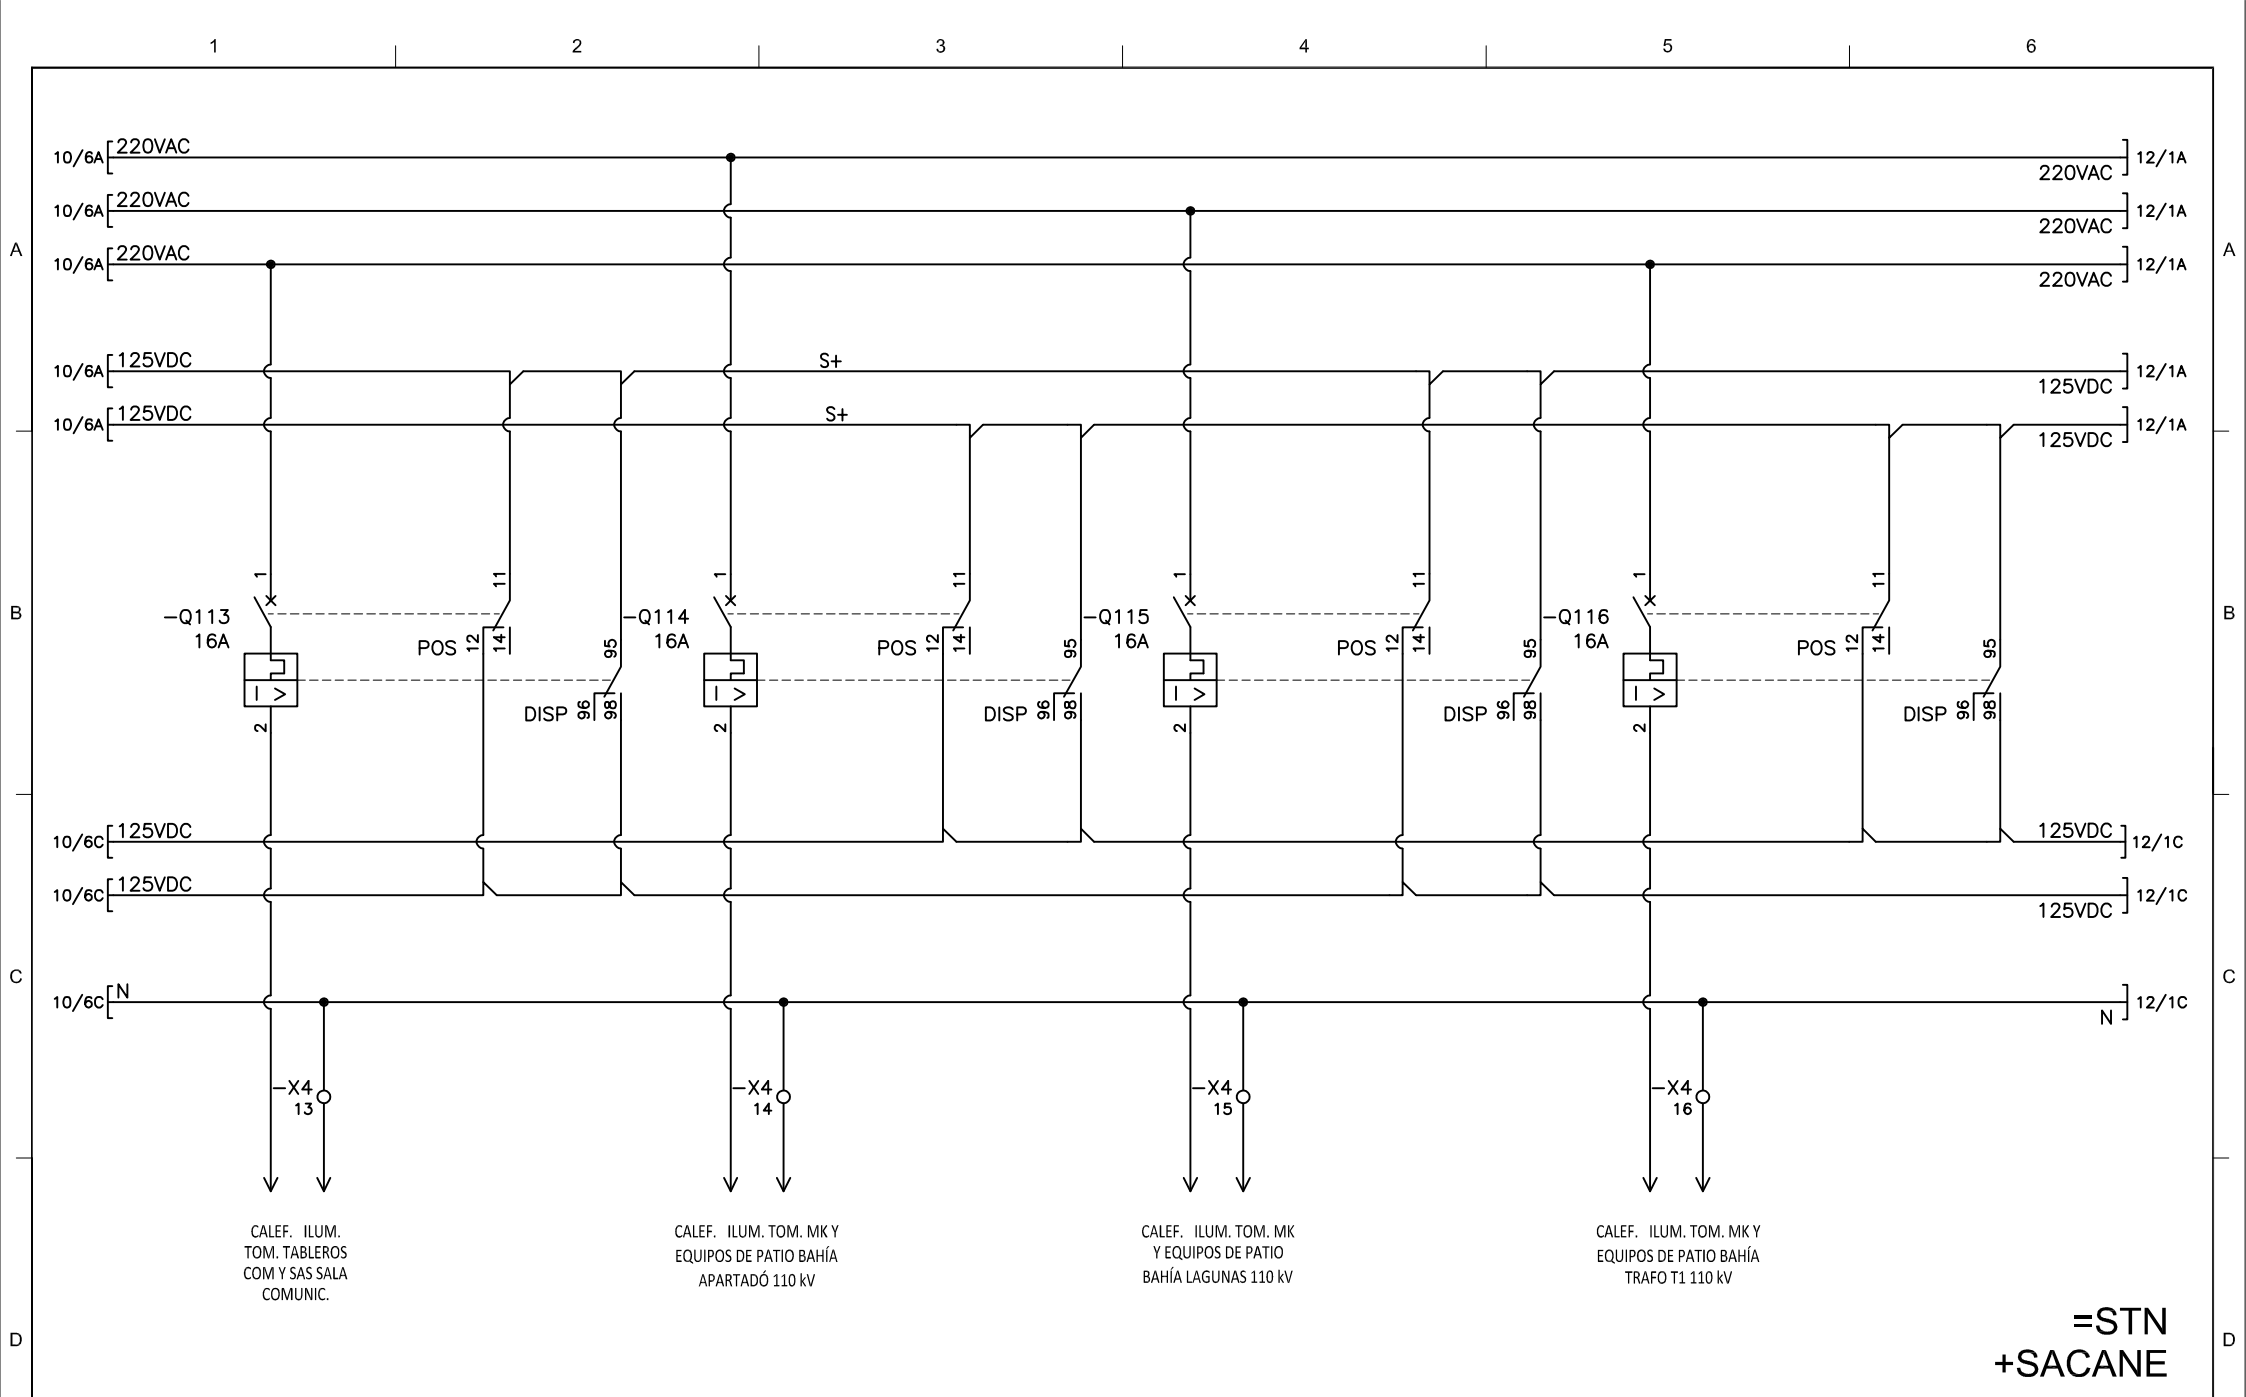 1 2 3 4 5 6
10/6A 220VAC 220VAC 12/1A
10/6A 220VAC 220VAC 12/1A
A 10/6A 220VAC 220VAC 12/1A A
10/6A 125VDC S+ 125VDC 12/1A
10/6A 125VDC S+ 125VDC 12/1A
1 11 1 11 1 11 1 11
B -Q113 -Q114 -Q115 -Q116 B
16A 16A 16A 16A
POS 12 14 95 POS 12 14 95 POS 12 14 95 POS 12 14 95
I > I > I > I >
2 DISP 96 98 2 DISP 96 98 2 DISP 96 98 2 DISP 96 98
10/6C 125VDC 125VDC 12/1C
10/6C 125VDC 125VDC 12/1C
C C
10/6C N N 12/1C
-X4 -X4 -X4 -X4
13 14 15 16
CALEF. ILUM.
TOM. TABLEROS
COM Y SAS SALA
COMUNIC.
CALEF. ILUM. TOM. MK Y
EQUIPOS DE PATIO BAHÍA
APARTADÓ 110 kV
CALEF. ILUM. TOM. MK
Y EQUIPOS DE PATIO
BAHÍA LAGUNAS 110 kV
CALEF. ILUM. TOM. MK Y
EQUIPOS DE PATIO BAHÍA
TRAFO T1 110 kV
D =STN D
+SACANE